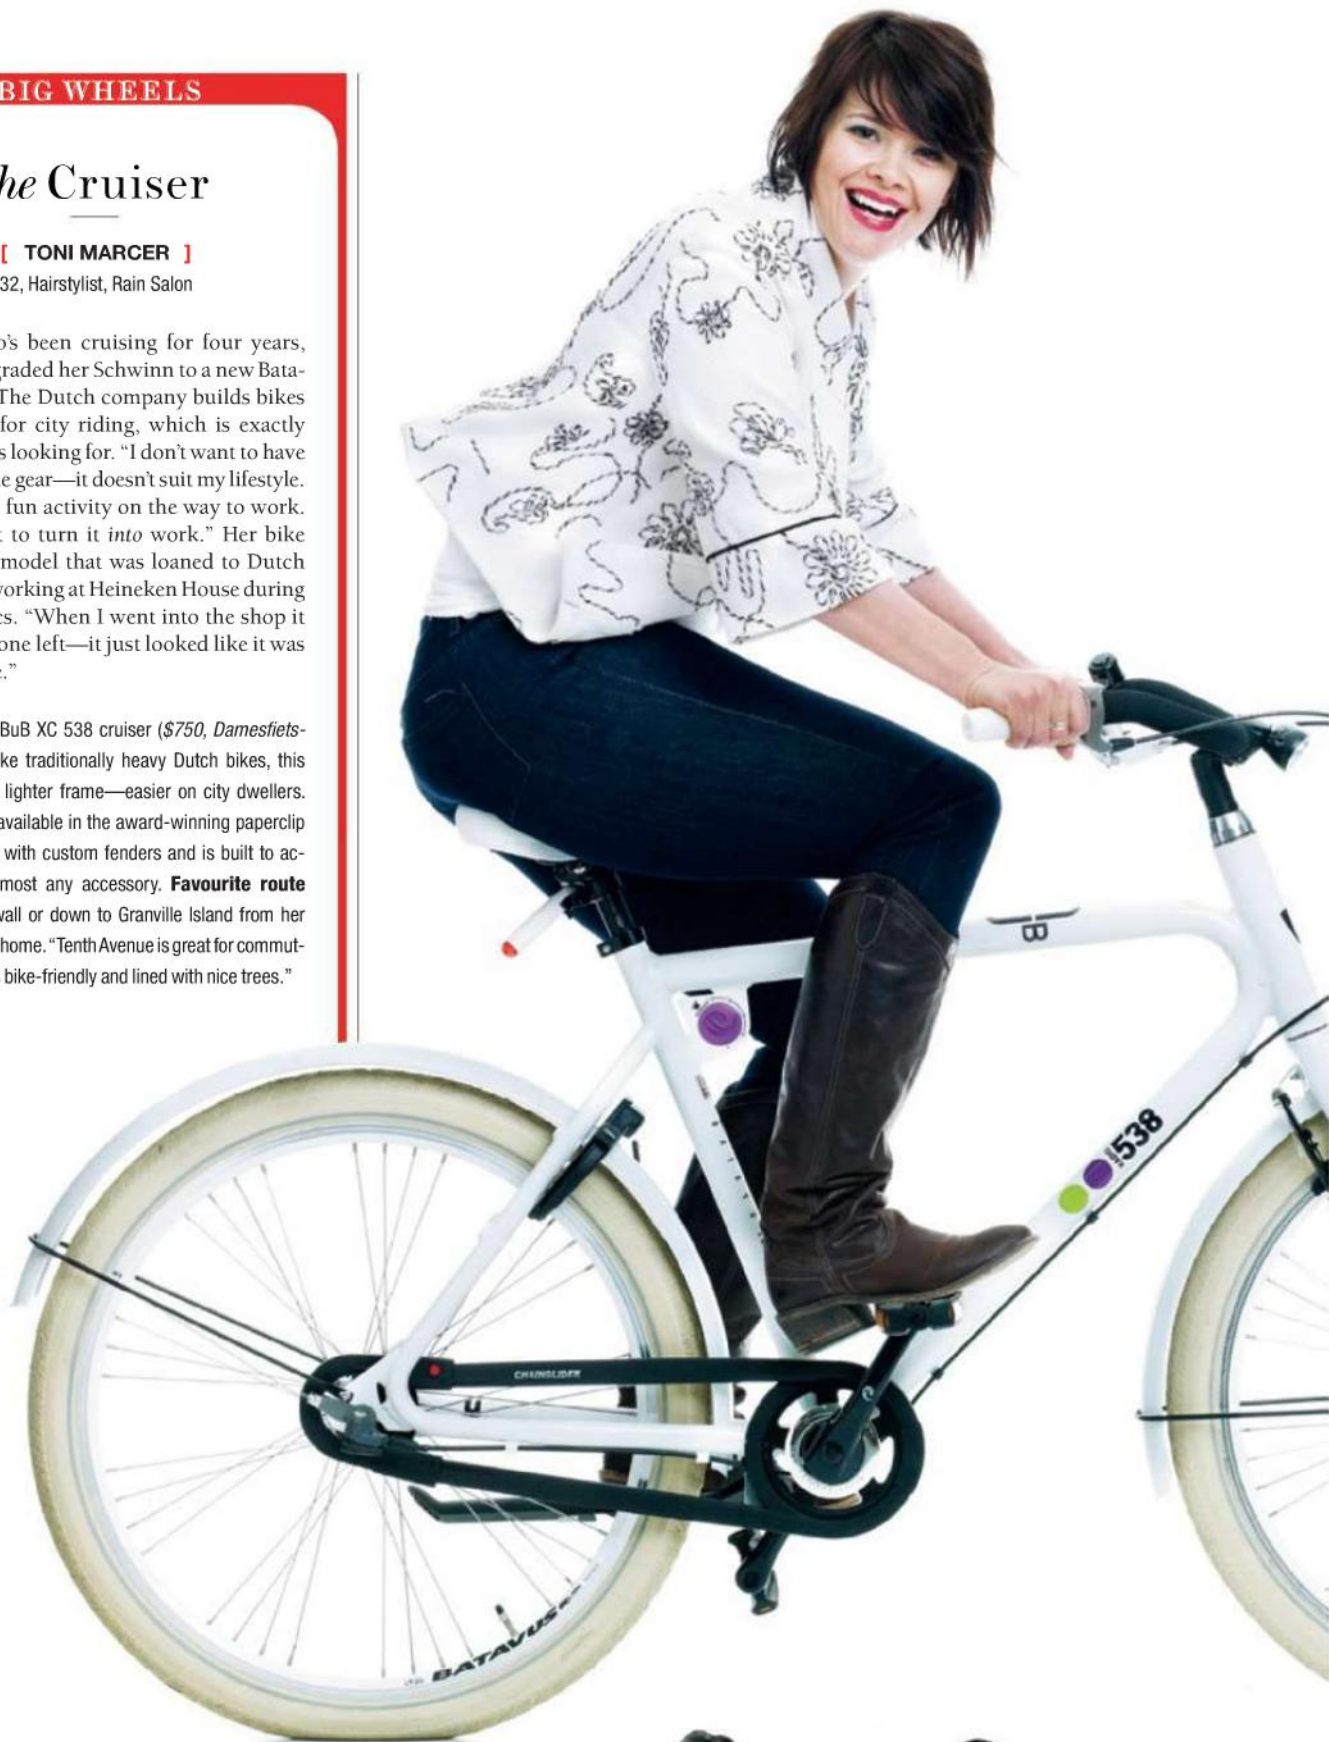 BIG WHEELS
he Cruiser
[ TONI MARCER ]
32, Hairstylist, Rain Salon
o's been cruising for four years,
graded her Schwinn to a new Bata-
The Dutch company builds bikes
for city riding, which is exactly
s looking for. “I don't want to have
e gear—it doesn't suit my lifestyle.
fun activity on the way to work.
t to turn it into work.” Her bike
model that was loaned to Dutch
working at Heineken House during
cs. “When I went into the shop it
one left—it just looked like it was
.”
BuB XC 538 cruiser ($750, Damesfiets-
ke traditionally heavy Dutch bikes, this
lighter frame—easier on city dwellers.
available in the award-winning paperclip
with custom fenders and is built to ac-
most any accessory. Favourite route
wall or down to Granville Island from her
home. “Tenth Avenue is great for commut-
bike-friendly and lined with nice trees.”
B
538
BATAVUS
CHAINGLIDER
BATAVUS